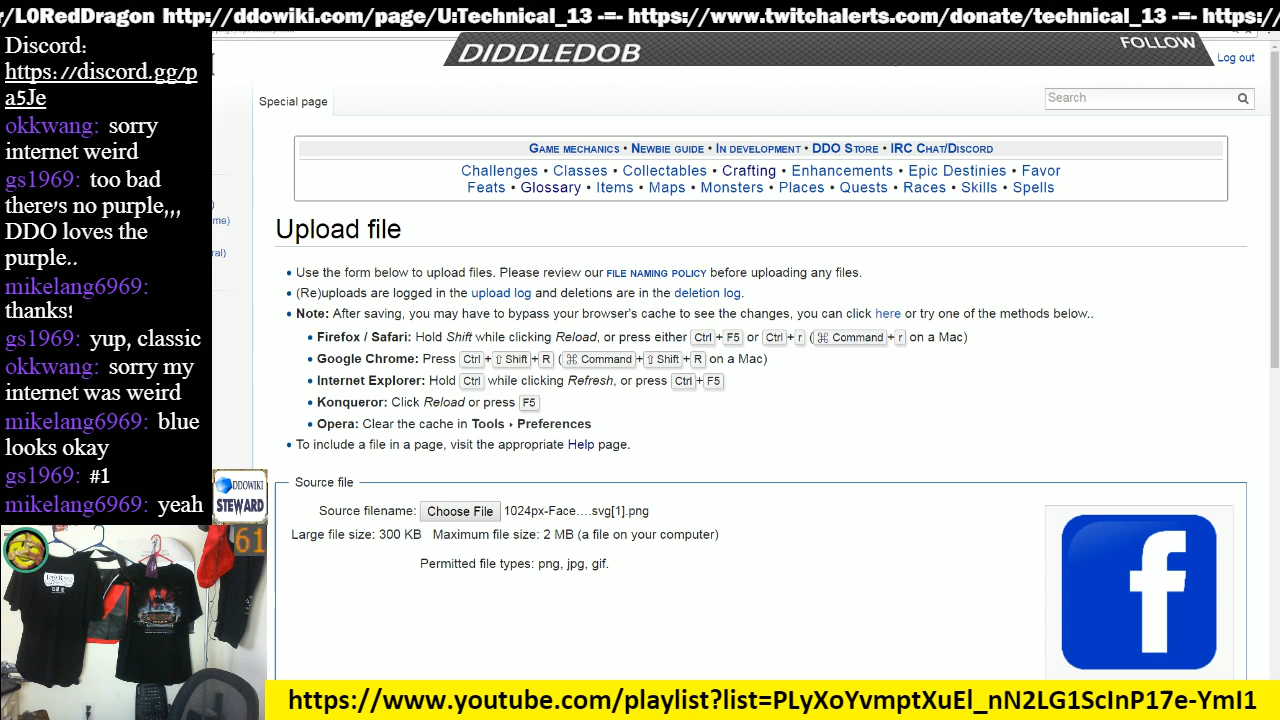 /L0RedDragon http://ddowiki.com/page/U:Technical_13 -=- https://www.twitchalerts.com/donate/technical_13 -=- https:/
Discord:
https://discord.gg/p
a5Je
okkwang: sorry
internet weird
gs1969: too bad
there's no purple,,,
DDO loves the
purple..
mikelang6969:
thanks!
gs1969: yup, classic
okkwang: sorry my
internet was weird
mikelang6969: blue
looks okay
gs1969: #1
mikelang6969: yeah
DDOWIKI
STEWARD
61
DIDDLEDOB
FOLLOW
Log out
Special page
Search
GAME MECHANICS • NEWBIE GUIDE • IN DEVELOPMENT • DDO STORE • IRC CHAT/DISCORD
Challenges • Classes • Collectables • Crafting • Enhancements • Epic Destinies • Favor
Feats • Glossary • Items • Maps • Monsters • Places • Quests • Races • Skills • Spells
me)
ral)
Upload file
• Use the form below to upload files. Please review our FILE NAMING POLICY before uploading any files.
• (Re)uploads are logged in the upload log and deletions are in the deletion log.
• Note: After saving, you may have to bypass your browser's cache to see the changes, you can click here or try one of the methods below..
• Firefox / Safari: Hold Shift while clicking Reload, or press either Ctrl+F5 or Ctrl+r (⌘ Command+r on a Mac)
• Google Chrome: Press Ctrl+⇧ Shift+R (⌘ Command+⇧ Shift+R on a Mac)
• Internet Explorer: Hold Ctrl while clicking Refresh, or press Ctrl+F5
• Konqueror: Click Reload or press F5
• Opera: Clear the cache in Tools ‣ Preferences
• To include a file in a page, visit the appropriate Help page.
Source file
Source filename: Choose File 1024px-Face....svg[1].png
Large file size: 300 KB Maximum file size: 2 MB (a file on your computer)
Permitted file types: png, jpg, gif.
f
https://www.youtube.com/playlist?list=PLyXoYvmptXuEl_nN2LG1ScInP17e-YmI1